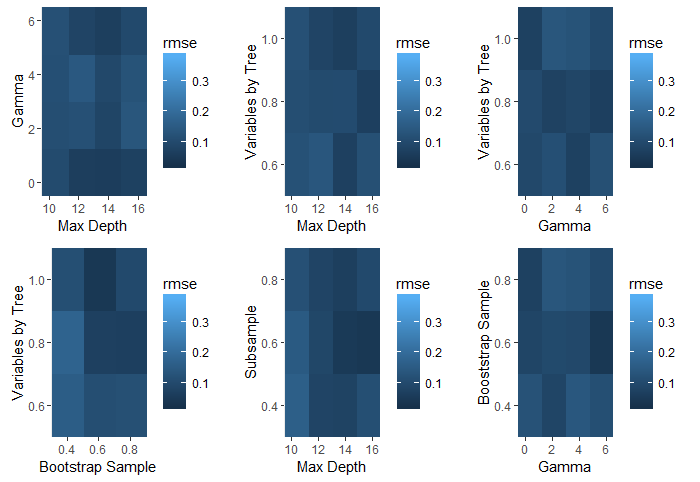 rmse
0.3
0.2
0.1
6
4
2
0
Gamma
10 12 14 16
Max Depth
rmse
0.3
0.2
0.1
1.0
0.8
0.6
Variables by Tree
10 12 14 16
Max Depth
rmse
0.3
0.2
0.1
1.0
0.8
0.6
Variables by Tree
0 2 4 6
Gamma
rmse
0.3
0.2
0.1
1.0
0.8
0.6
Variables by Tree
0.4 0.6 0.8
Bootstrap Sample
rmse
0.3
0.2
0.1
0.8
0.6
0.4
Subsample
10 12 14 16
Max Depth
rmse
0.3
0.2
0.1
0.8
0.6
0.4
Booststrap Sample
0 2 4 6
Gamma